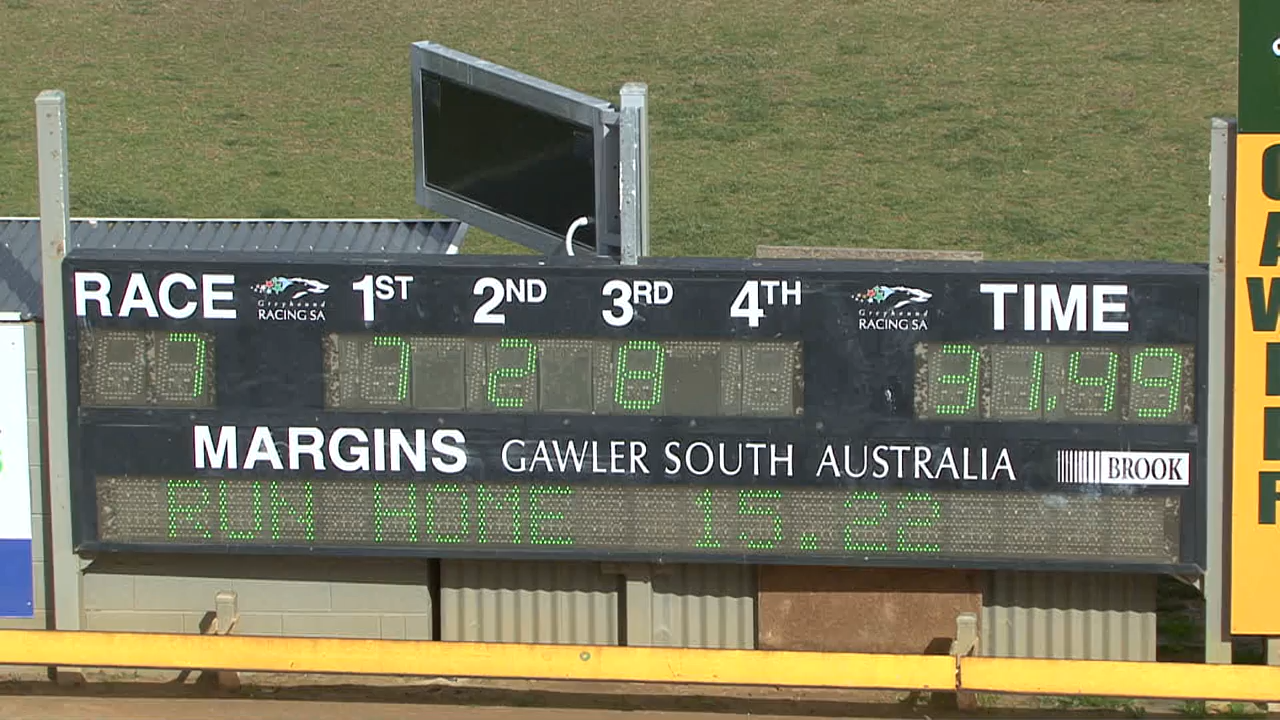 RACE Greyhound RACING SA 1ST 2ND 3RD 4TH Greyhound RACING SA TIME
7 7 2 8 31.49
MARGINS GAWLER SOUTH AUSTRALIA BROOK
RUN HOME 15.22